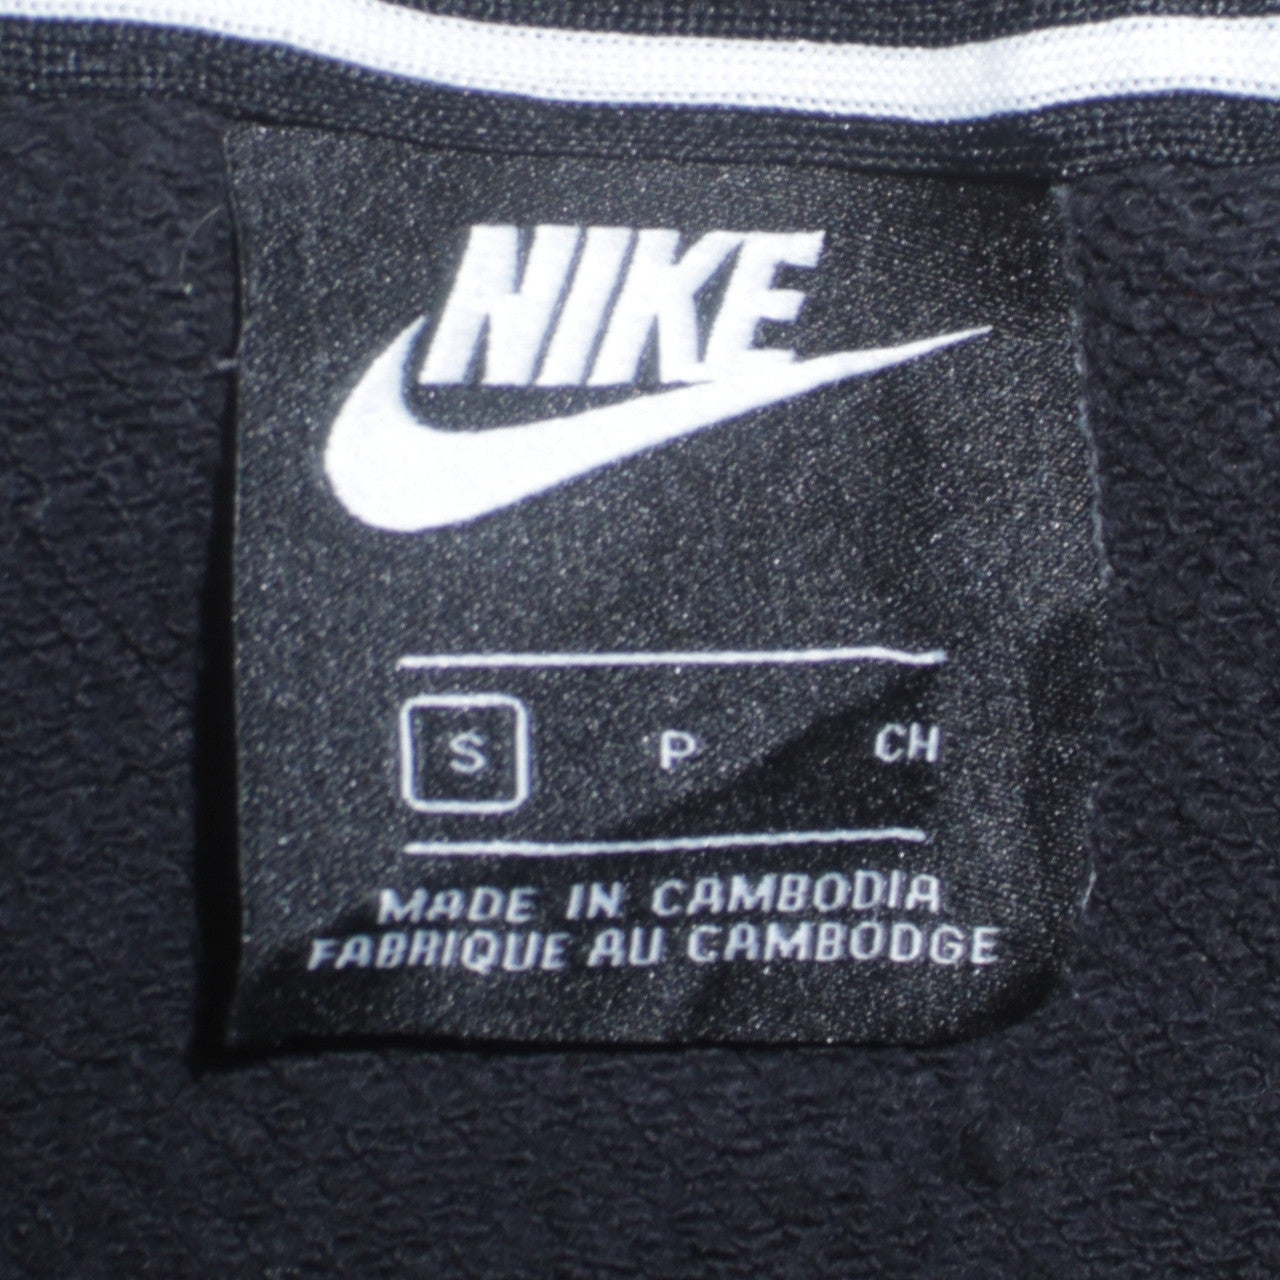 NIKE
S P CH
MADE IN CAMBODIA
FABRIQUE AU CAMBODGE